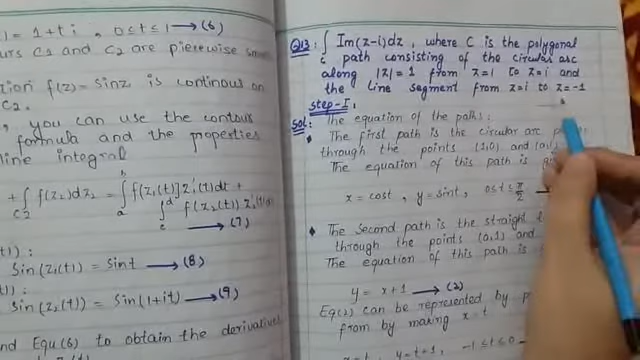 1 = 1 + ti , 0 ≤ t ≤ 1 → (6)
C1 and C2 are piecewise
f(z) = sinz is continous on
C2.
, you can use the contour
formula and the properties
line integral
+ ∫C2 f(z2) dz2 = ∫ab f(z1(t)) z1'(t) dt +
f(z2(t))
→ (7)
t) :
Sin(z1(t)) = sint → (8)
(t) :
Sin(z2(t)) = Sin(1+it) → (9)
and Equ(6) to obtain the derivatives
Q13: ∫c Im(z-i)dz , where C is the polygonal
path consisting of the circular arc
along |z| = 1 from z=1 to z=i and
the line segment from z=i to z=-1
Step-I:
Sol: The equation of the paths:
The first path is the circular arc
through the points (1,0) and
The equation of this path is
x = cost , y = sint, 0≤t≤π/2
The Second path is the straight
through the points (0,1) and
The equation of this path is
y = x+1 → (2)
Eq(2) can be represented by
from by making x=t
x=t , y=t+1, -1≤t≤0